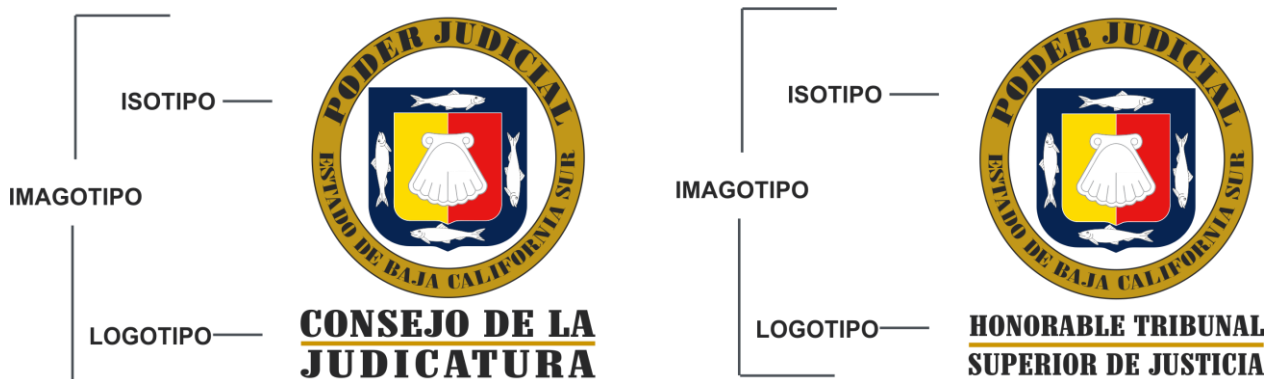 PODER JUDICIAL
ISOTIPO
ESTADO DE BAJA CALIFORNIA SUR
IMAGOTIPO
LOGOTIPO
CONSEJO DE LA
JUDICATURA
PODER JUDICIAL
ISOTIPO
ESTADO DE BAJA CALIFORNIA SUR
IMAGOTIPO
LOGOTIPO
HONORABLE TRIBUNAL
SUPERIOR DE JUSTICIA